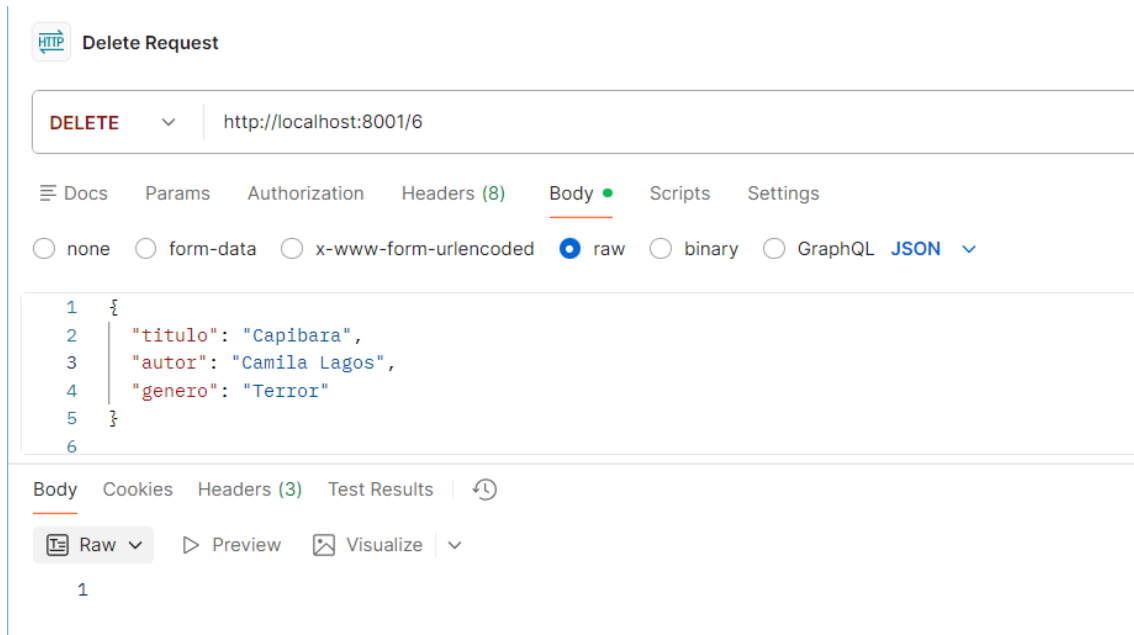 HTTP Delete Request
DELETE http://localhost:8001/6
Docs Params Authorization Headers (8) Body Scripts Settings
none form-data x-www-form-urlencoded raw binary GraphQL JSON
1 {
2 "titulo": "Capibara",
3 "autor": "Camila Lagos",
4 "genero": "Terror"
5 }
6
Body Cookies Headers (3) Test Results
Raw Preview Visualize
1